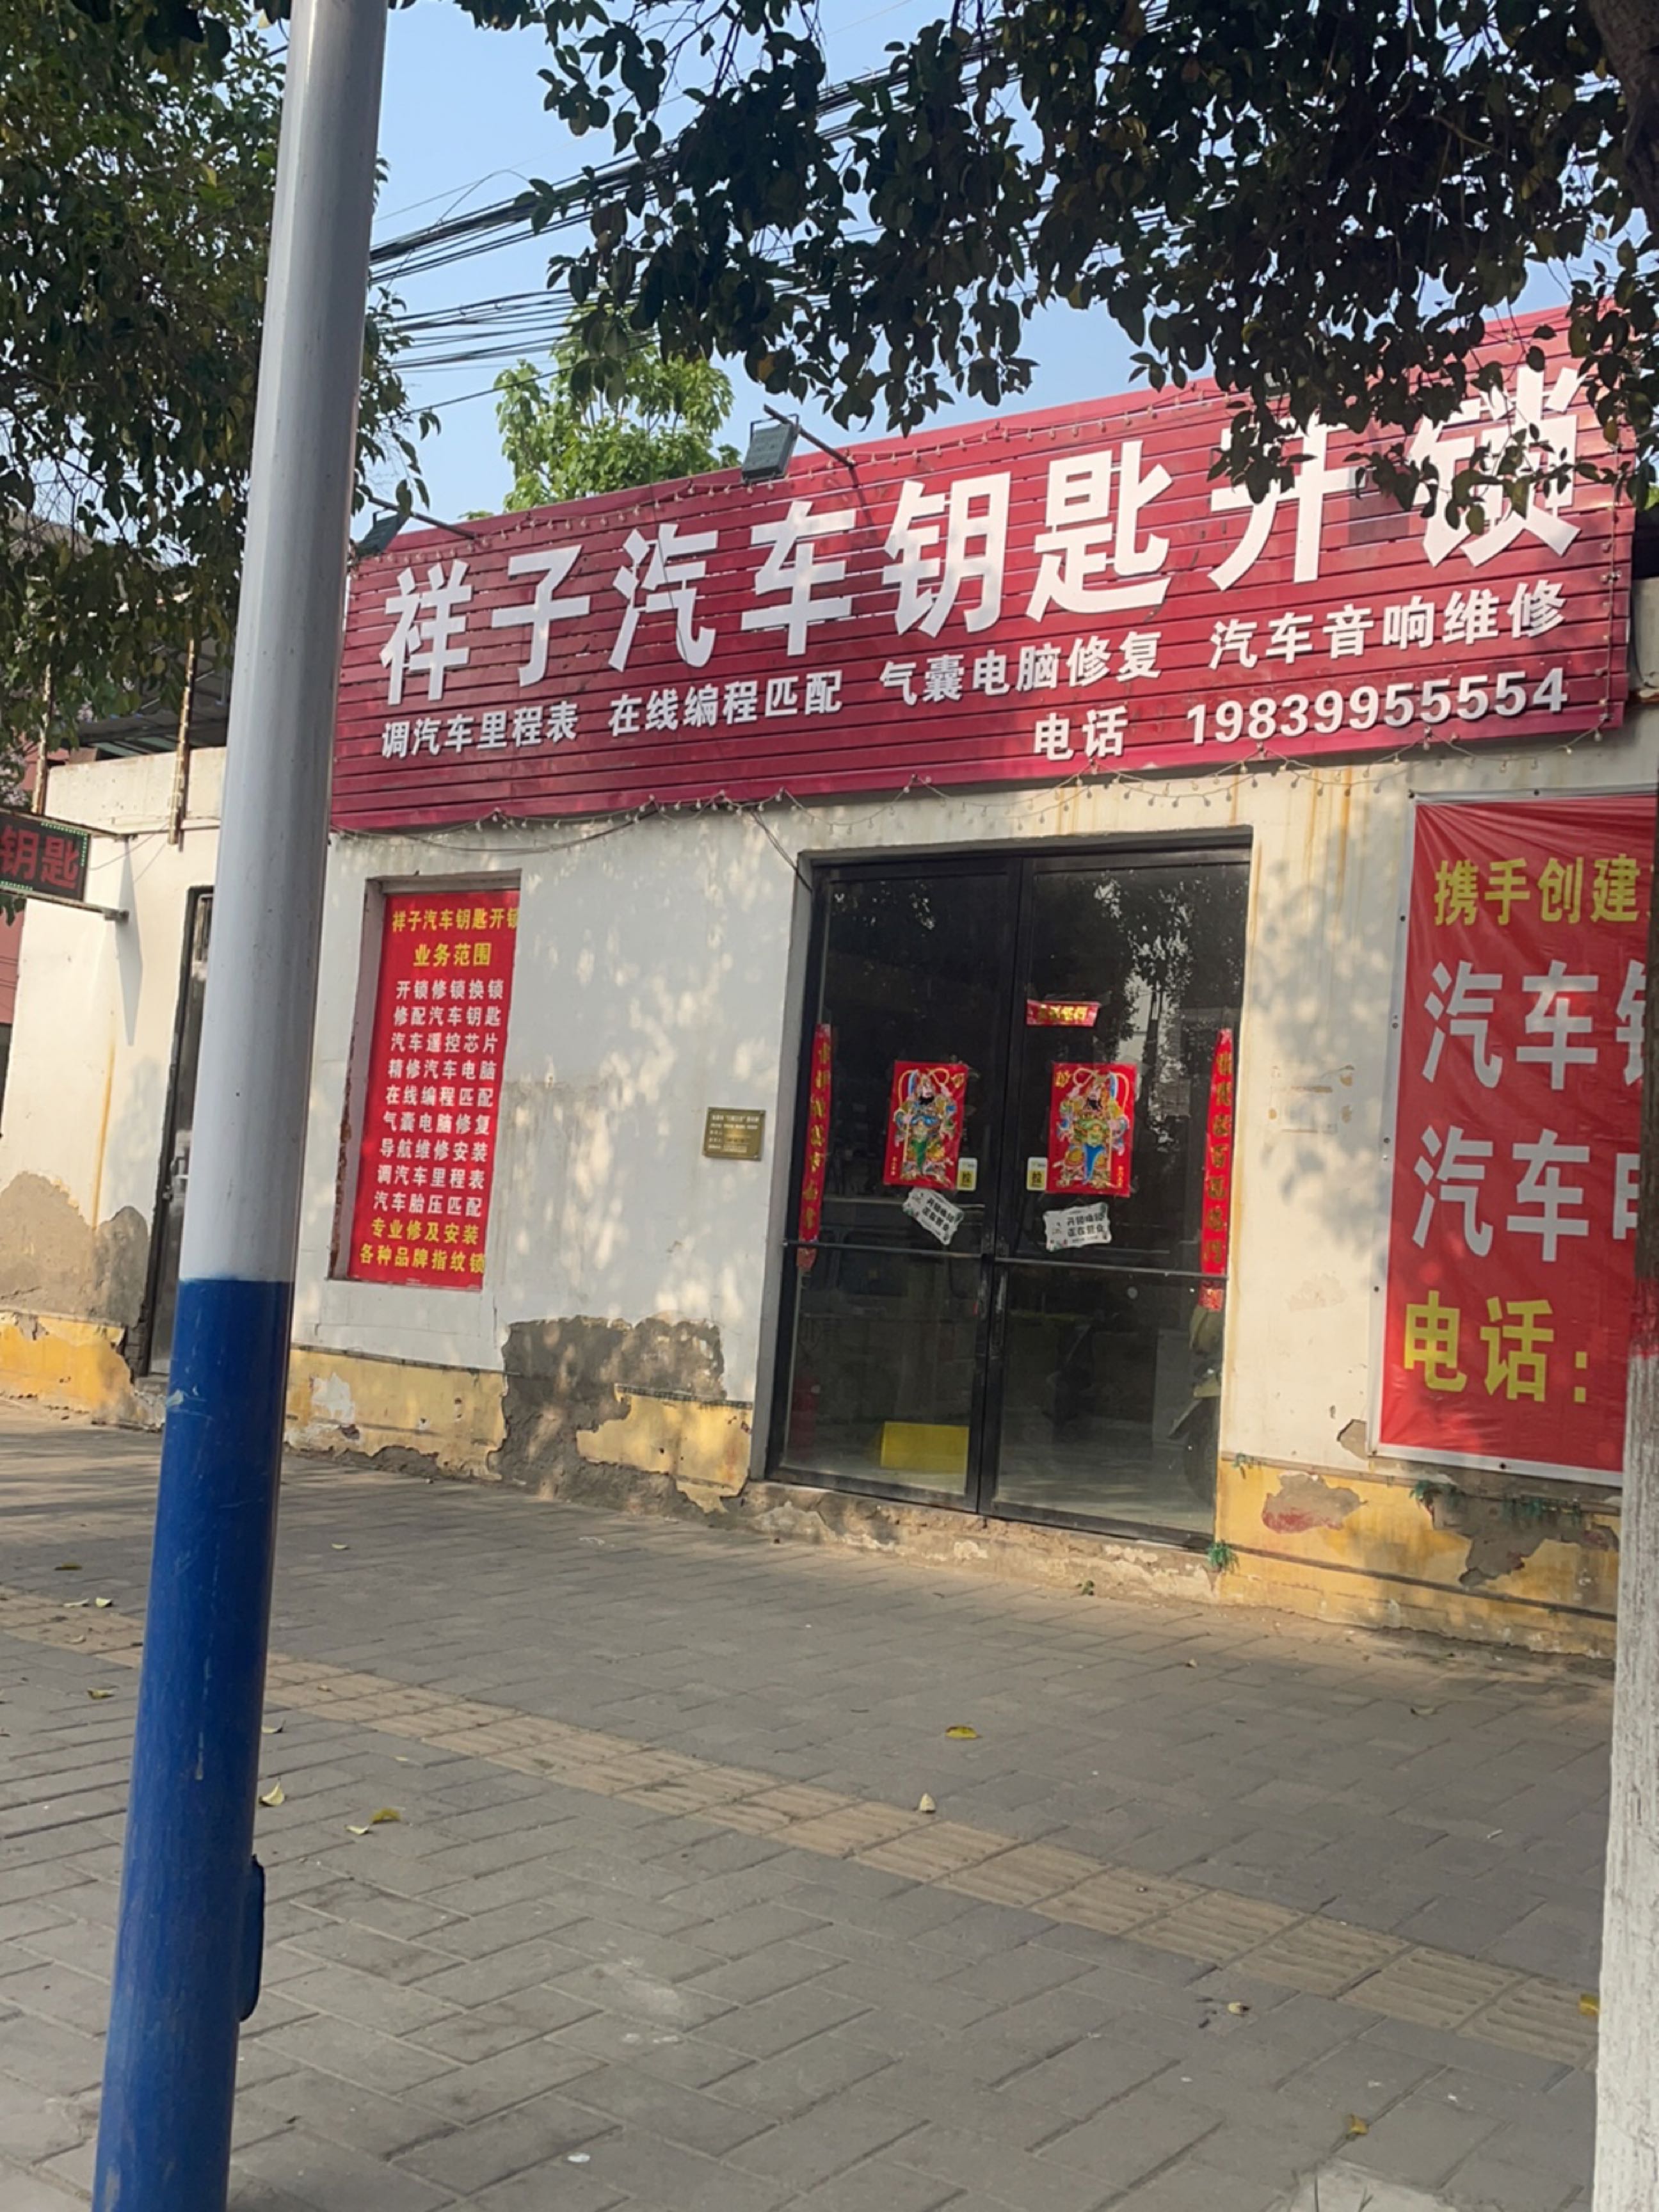 祥子汽车钥匙开锁
调汽车里程表 在线编程匹配 气囊电脑修复 汽车音响维修
电话 19839955554
钥匙
祥子汽车钥匙开锁
业务范围
开锁修锁换锁
修配汽车钥匙
汽车遥控芯片
精修汽车电脑
在线编程匹配
气囊电脑修复
导航维修安装
调汽车里程表
汽车胎压匹配
专业修及安装
各种品牌指纹锁
拉
拉
携手创建
汽车
汽车电
电话：